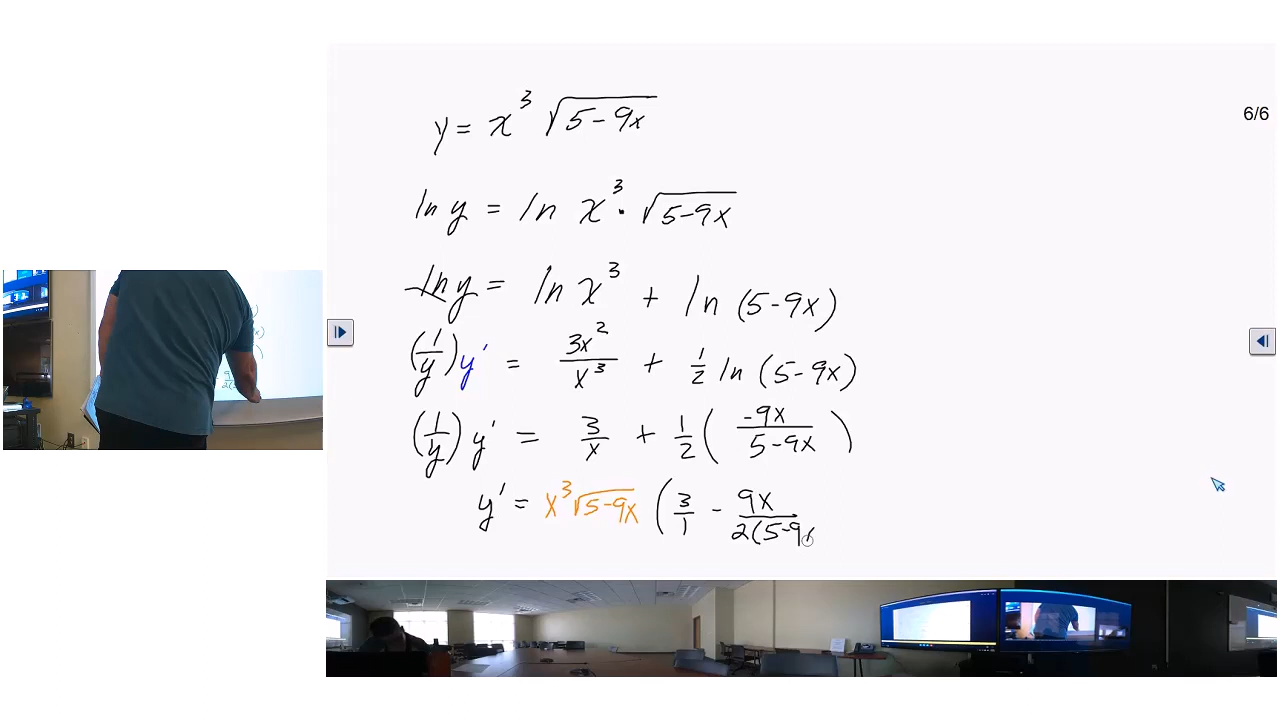 6/6
y = x³ √5-9x
ln y = ln x³ · √5-9x
ln y = ln x³ + ln (5-9x)
(1/y) y' = 3x²/x³ + 1/2 ln (5-9x)
(1/y) y' = 3/x + 1/2 ( -9x/5-9x )
y' = x³ √5-9x ( 3/1 - 9x/2(5-9